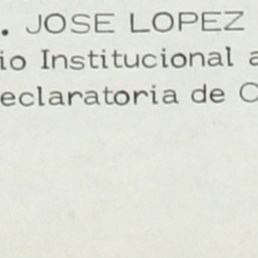 . JOSE LOPEZ
io Institucional a
eclaratoria de C